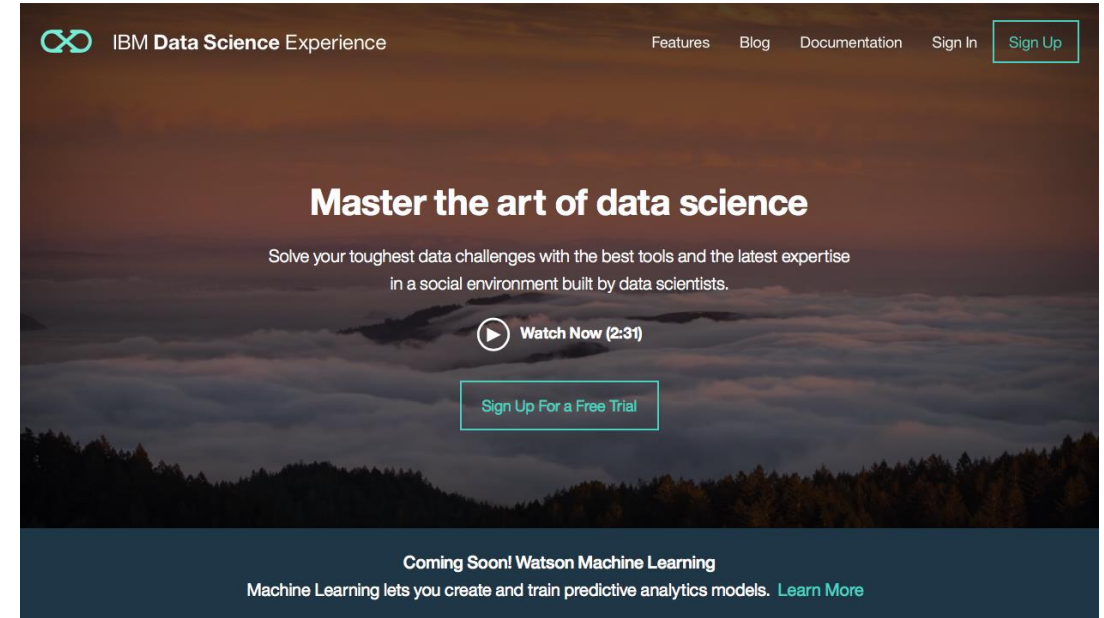 IBM Data Science Experience
Features
Blog
Documentation
Sign In
Sign Up
Master the art of data science
Solve your toughest data challenges with the best tools and the latest expertise
in a social environment built by data scientists.
Watch Now (2:31)
Sign Up For a Free Trial
Coming Soon! Watson Machine Learning
Machine Learning lets you create and train predictive analytics models. Learn More